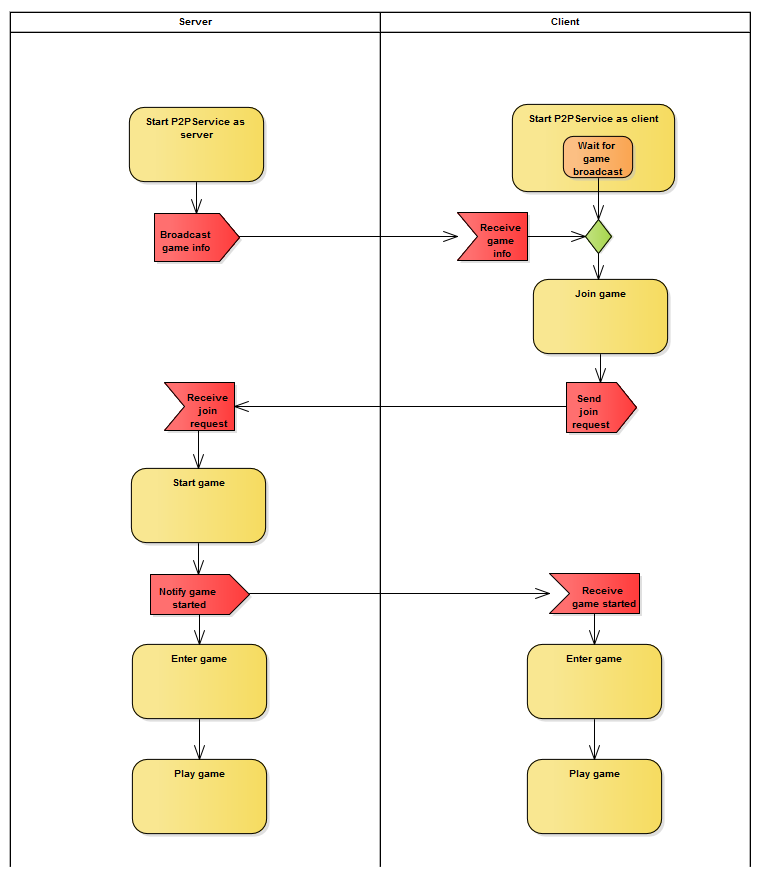 Server
Client
Start P2PService as
server
Start P2PService as client
Wait for
game
broadcast
Broadcast
game info
Receive
game
info
Join game
Receive
join
request
Send
join
request
Start game
Notify game
started
Receive
game started
Enter game
Enter game
Play game
Play game